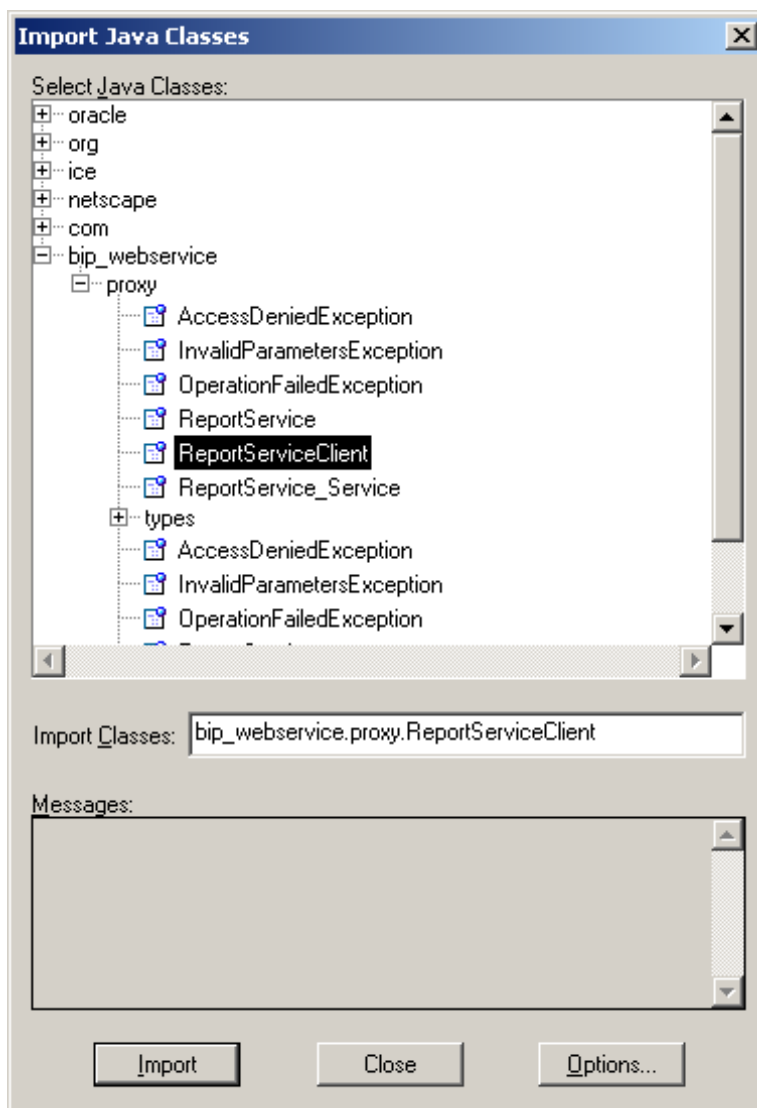 Import Java Classes
Select Java Classes:
oracle
org
ice
netscape
com
bip_webservice
proxy
AccessDeniedException
InvalidParametersException
OperationFailedException
ReportService
ReportServiceClient
ReportService_Service
types
AccessDeniedException
InvalidParametersException
OperationFailedException
Import Classes: bip_webservice.proxy.ReportServiceClient
Messages:
Import Close Options...